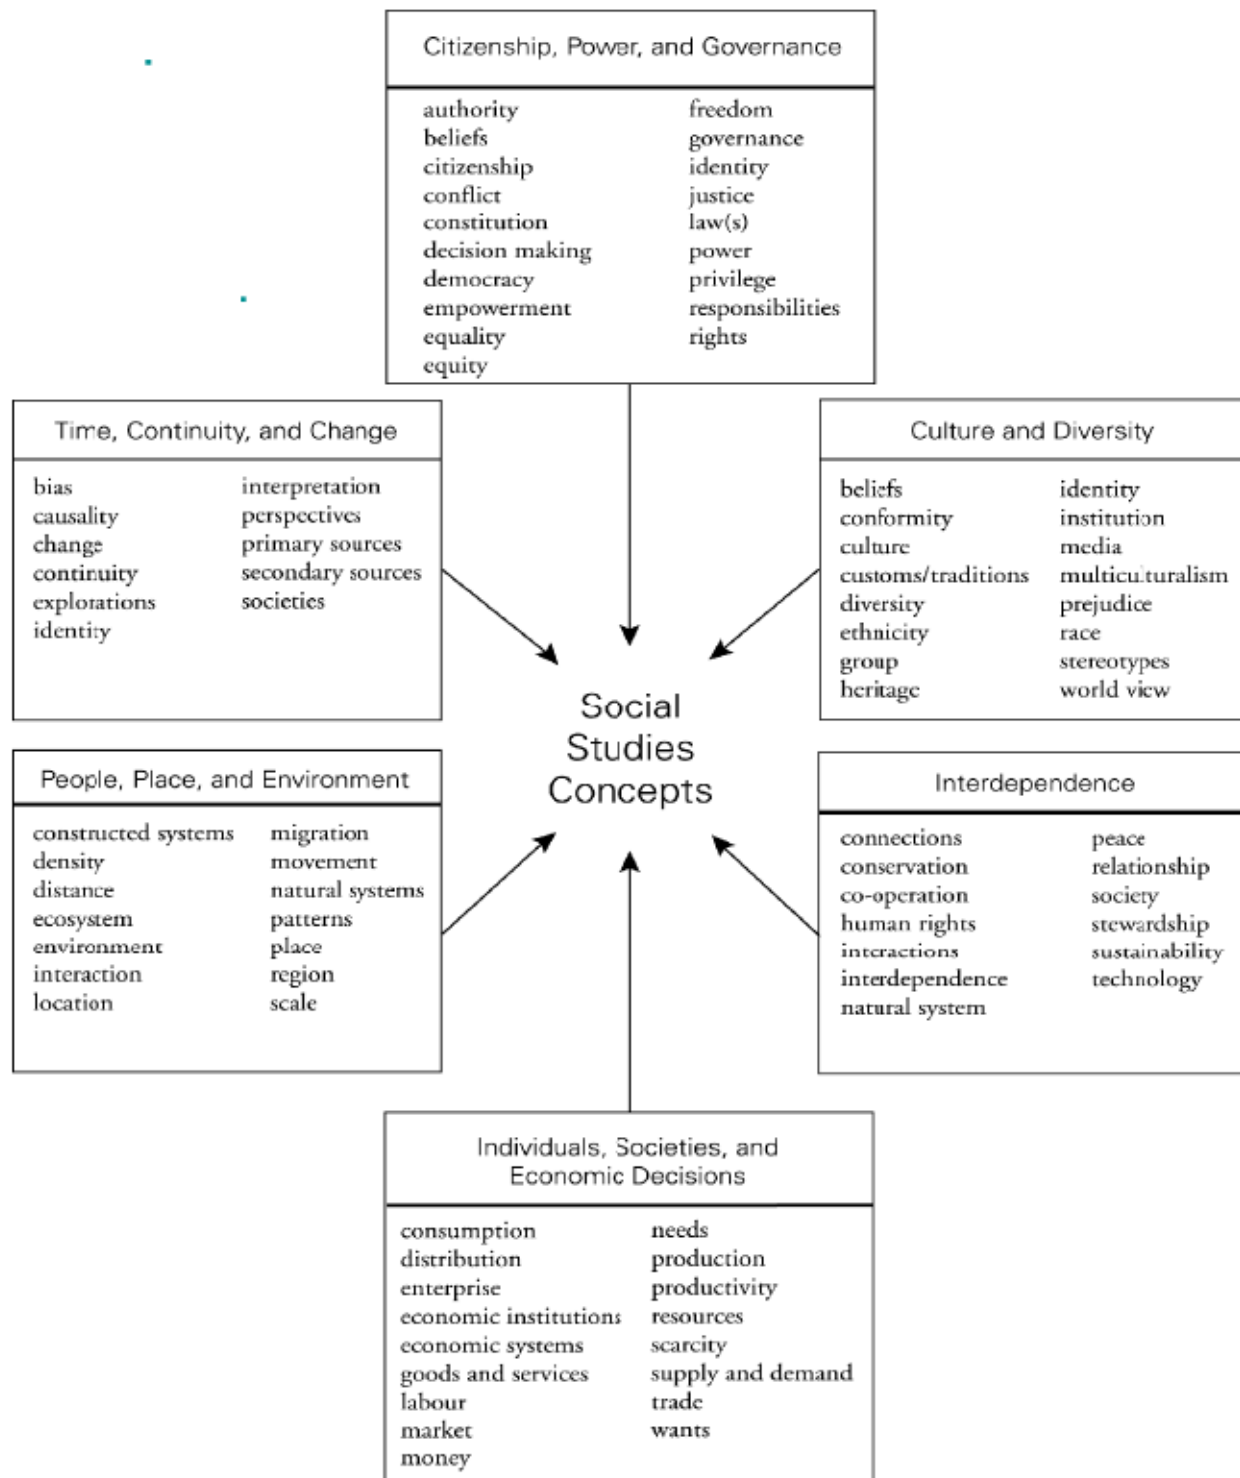 Citizenship, Power, and Governance
authority
beliefs
citizenship
conflict
constitution
decision making
democracy
empowerment
equality
equity
freedom
governance
identity
justice
law(s)
power
privilege
responsibilities
rights
Time, Continuity, and Change
bias
causality
change
continuity
explorations
identity
interpretation
perspectives
primary sources
secondary sources
societies
Culture and Diversity
beliefs
conformity
culture
customs/traditions
diversity
ethnicity
group
heritage
identity
institution
media
multiculturalism
prejudice
race
stereotypes
world view
Social
Studies
Concepts
People, Place, and Environment
constructed systems
density
distance
ecosystem
environment
interaction
location
migration
movement
natural systems
patterns
place
region
scale
Interdependence
connections
conservation
co-operation
human rights
interactions
interdependence
natural system
peace
relationship
society
stewardship
sustainability
technology
Individuals, Societies, and
Economic Decisions
consumption
distribution
enterprise
economic institutions
economic systems
goods and services
labour
market
money
needs
production
productivity
resources
scarcity
supply and demand
trade
wants